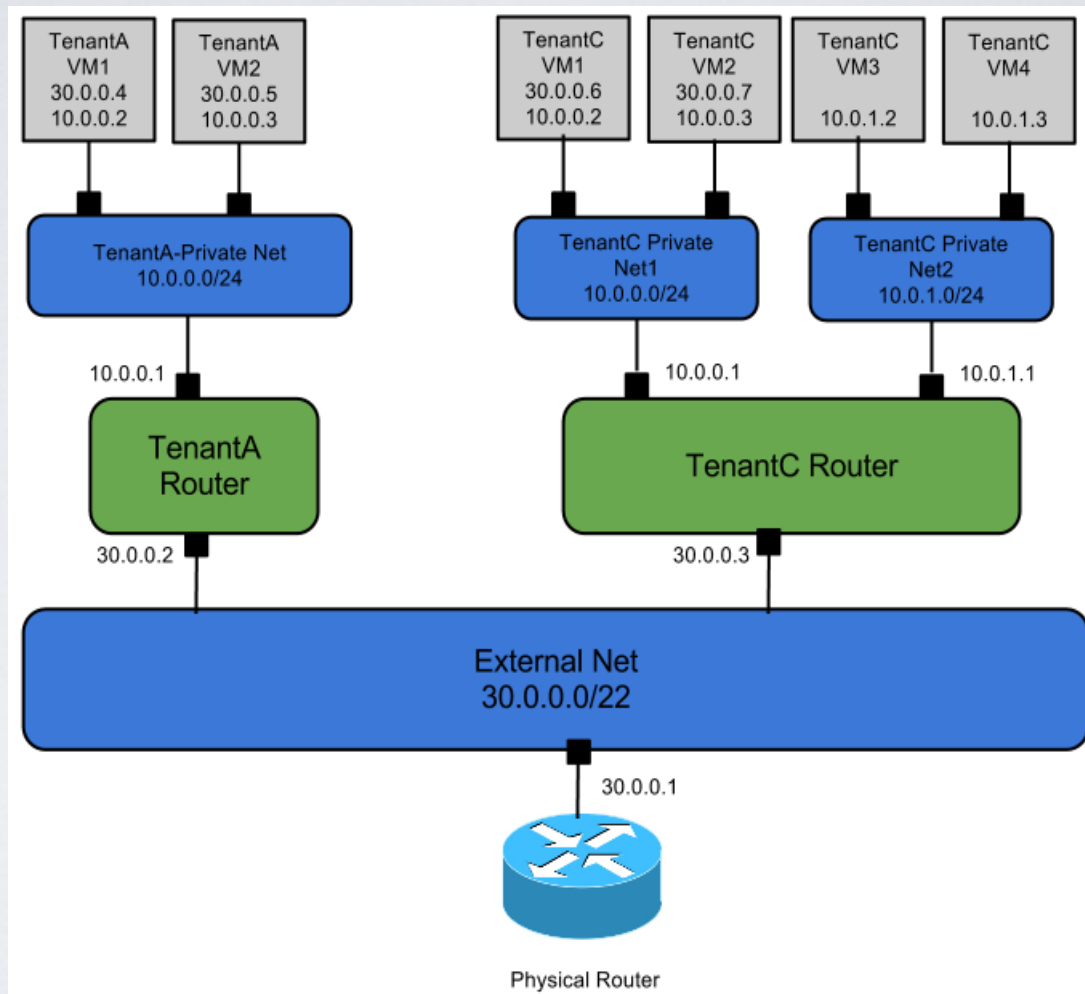 TenantA
VM1
30.0.0.4
10.0.0.2
TenantA
VM2
30.0.0.5
10.0.0.3
TenantC
VM1
30.0.0.6
10.0.0.2
TenantC
VM2
30.0.0.7
10.0.0.3
TenantC
VM3
10.0.1.2
TenantC
VM4
10.0.1.3
TenantA-Private Net
10.0.0.0/24
TenantC Private
Net1
10.0.0.0/24
TenantC Private
Net2
10.0.1.0/24
10.0.0.1
10.0.0.1
10.0.1.1
TenantA
Router
TenantC Router
30.0.0.2
30.0.0.3
External Net
30.0.0.0/22
30.0.0.1
Physical Router